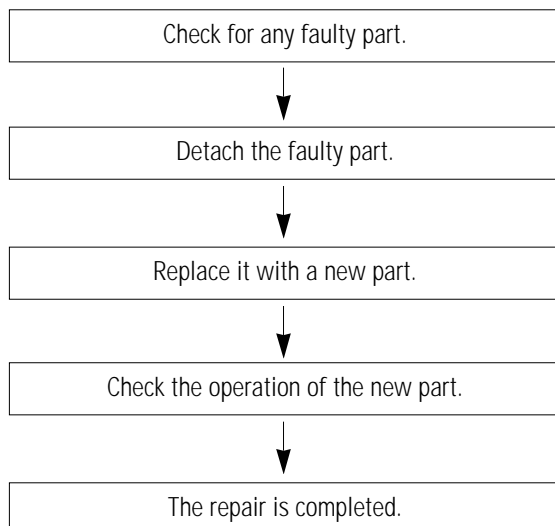 Check for any faulty part.
Detach the faulty part.
Replace it with a new part.
Check the operation of the new part.
The repair is completed.